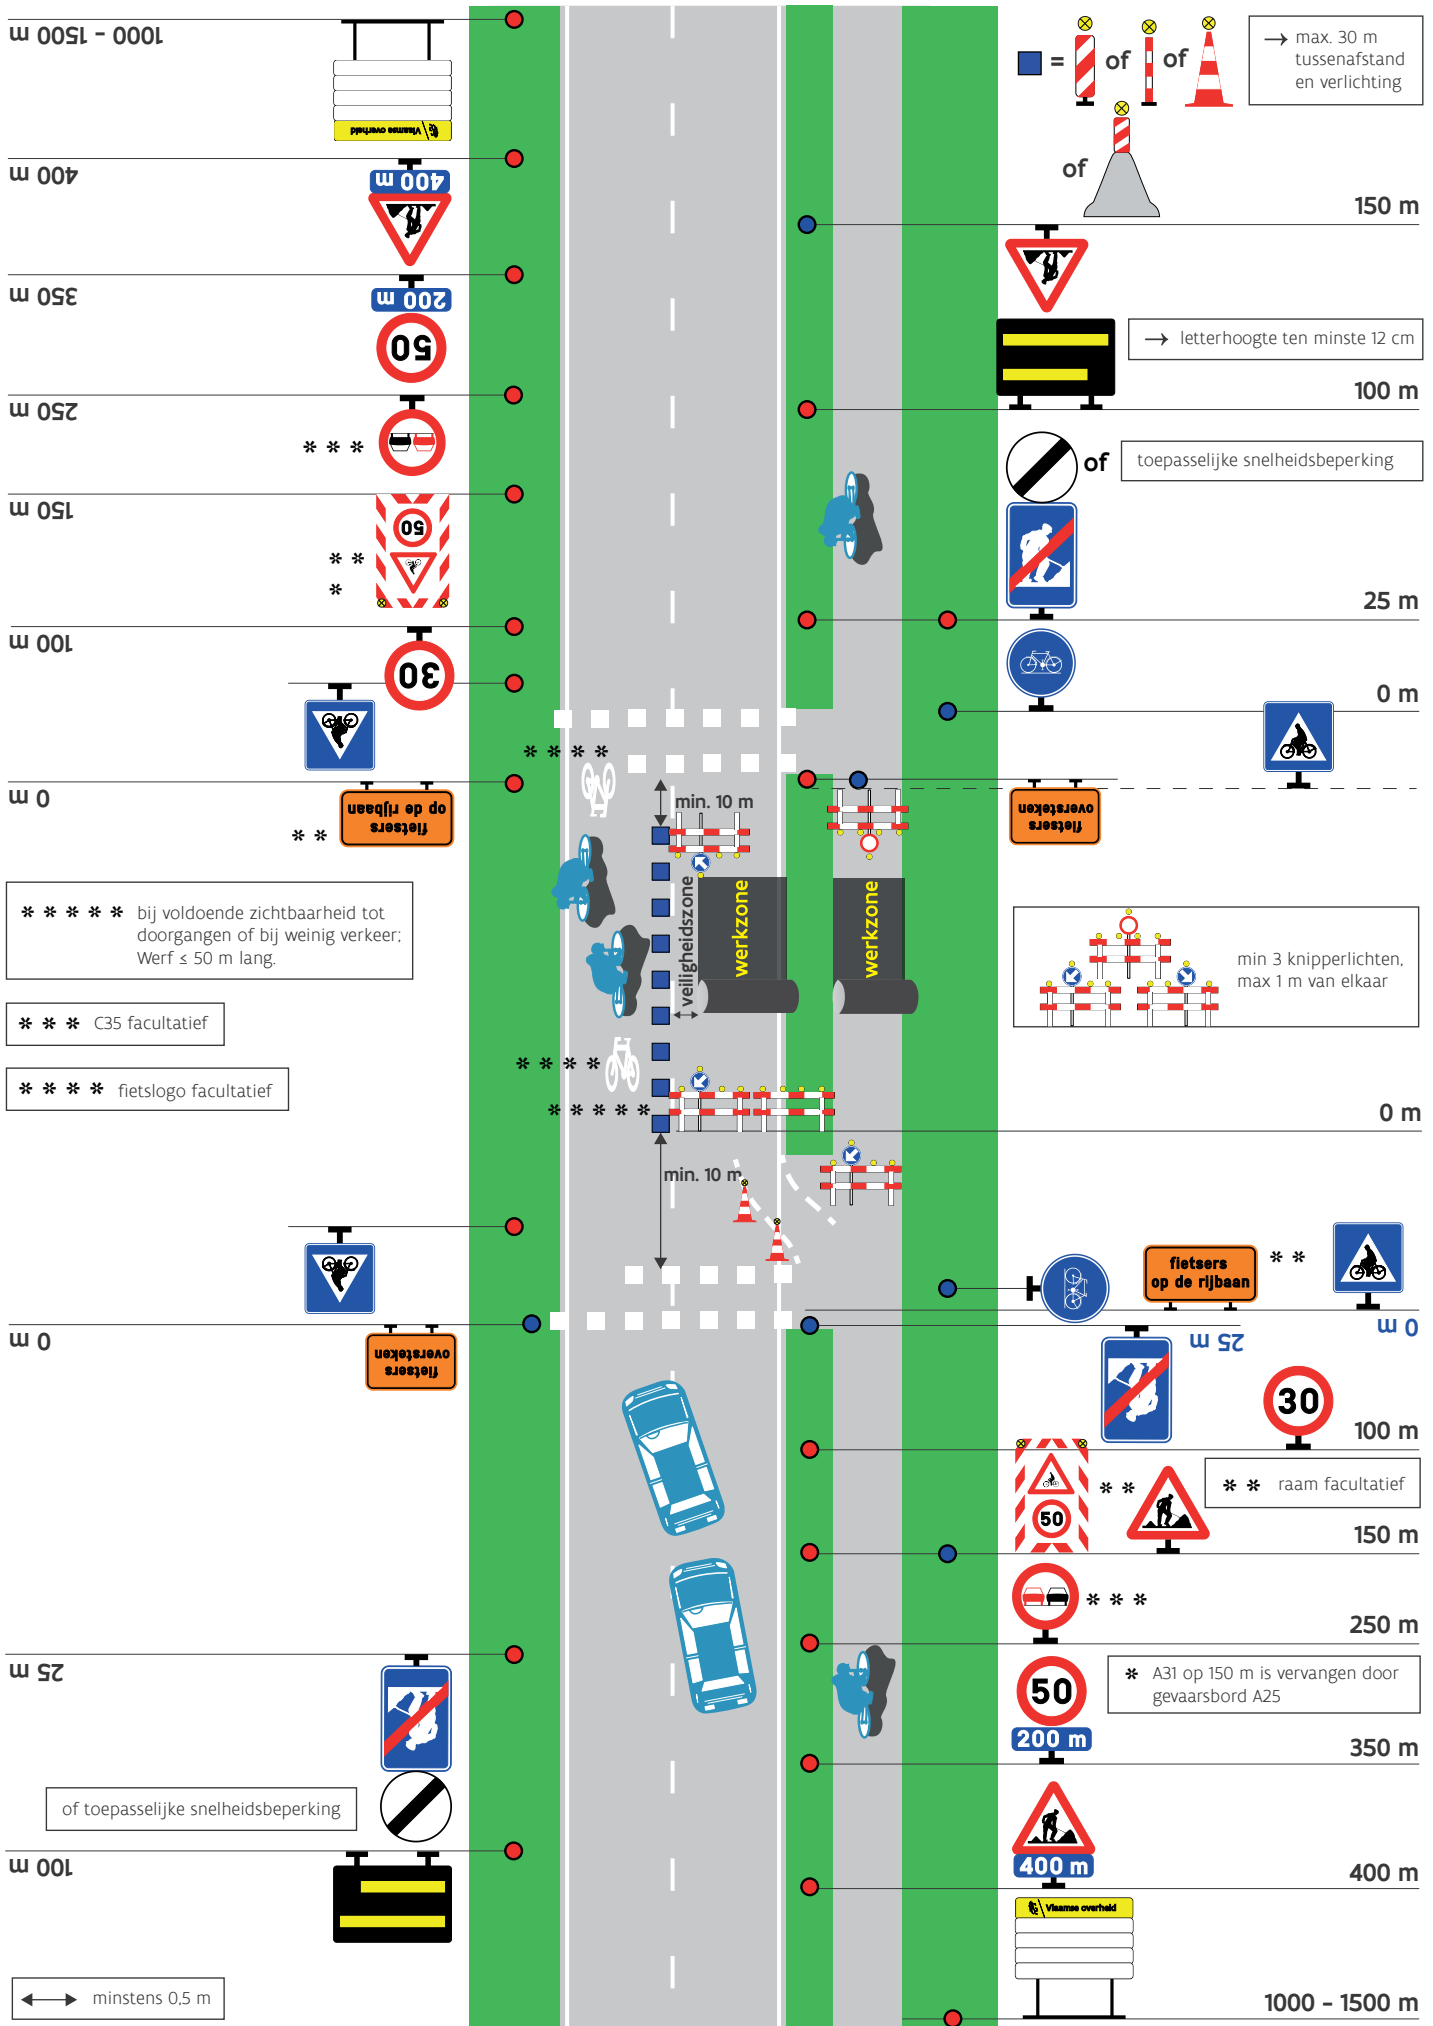 1000 - 1500 m
Vlaamse overheid
400 m
400 m
350 m
200 m
50
250 m
* * *
150 m
50
* *
*
100 m
30
0 m
fietsers
op de rijbaan
* *
* * * * * bij voldoende zichtbaarheid tot
doorgangen of bij weinig verkeer;
Werf ≤ 50 m lang.
* * * C35 facultatief
* * * * fietslogo facultatief
0 m
fietsers
oversteken
25 m
of toepasselijke snelheidsbeperking
100 m
minstens 0,5 m
* * * *
min. 10 m
veiligheidszone
werkzone
werkzone
* * * *
* * * * *
min. 10 m
= of of
→ max. 30 m
tussenafstand
en verlichting
of
150 m
→ letterhoogte ten minste 12 cm
100 m
of
toepasselijke snelheidsbeperking
25 m
0 m
fietsers
oversteken
min 3 knipperlichten,
max 1 m van elkaar
0 m
fietsers
op de rijbaan
* *
0 m
25 m
30
100 m
* *
* * raam facultatief
50
150 m
* * *
250 m
50
200 m
* A31 op 150 m is vervangen door
gevaarsbord A25
350 m
400 m
400 m
Vlaamse overheid
1000 - 1500 m